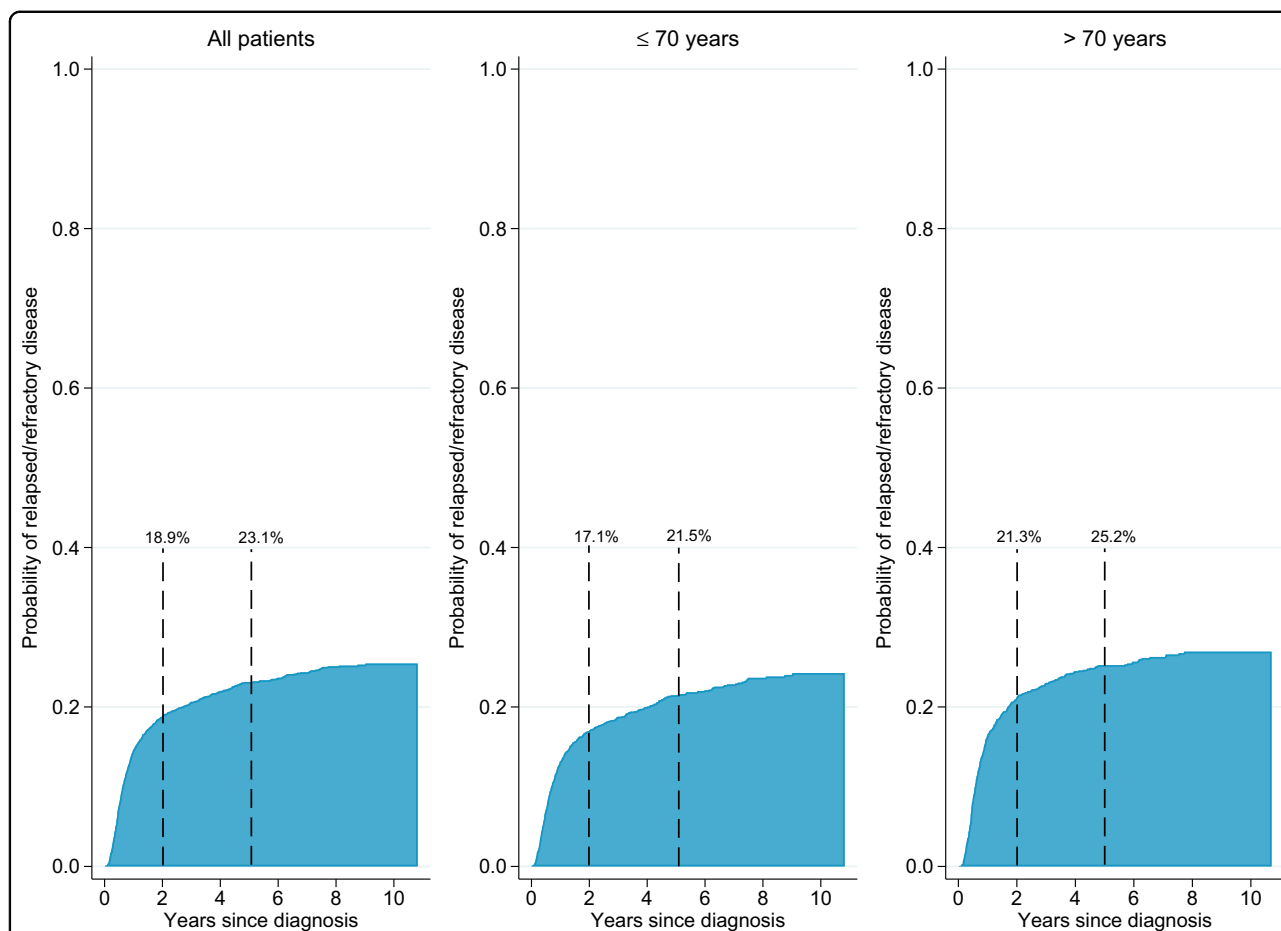 All patients
≤ 70 years
> 70 years
Probability of relapsed/refractory disease
1.0
0.8
0.6
0.4
0.2
0.0
18.9%
23.1%
0 2 4 6 8 10
Years since diagnosis
Probability of relapsed/refractory disease
1.0
0.8
0.6
0.4
0.2
0.0
17.1%
21.5%
0 2 4 6 8 10
Years since diagnosis
Probability of relapsed/refractory disease
1.0
0.8
0.6
0.4
0.2
0.0
21.3%
25.2%
0 2 4 6 8 10
Years since diagnosis